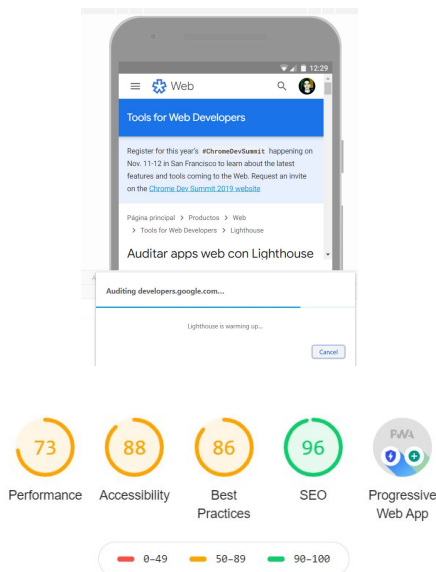 12:29
Web
Tools for Web Developers
Register for this year's #ChromeDevSummit happening on
Nov. 11-12 in San Francisco to learn about the latest
features and tools coming to the Web. Request an invite
on the Chrome Dev Summit 2019 website
Página principal > Productos > Web
> Tools for Web Developers > Lighthouse
Auditar apps web con Lighthouse
Auditing developers.google.com...
Lighthouse is warming up...
Cancel
73 88 86 96 PWA
Performance Accessibility Best SEO Progressive
Practices Web App
0-49 50-89 90-100